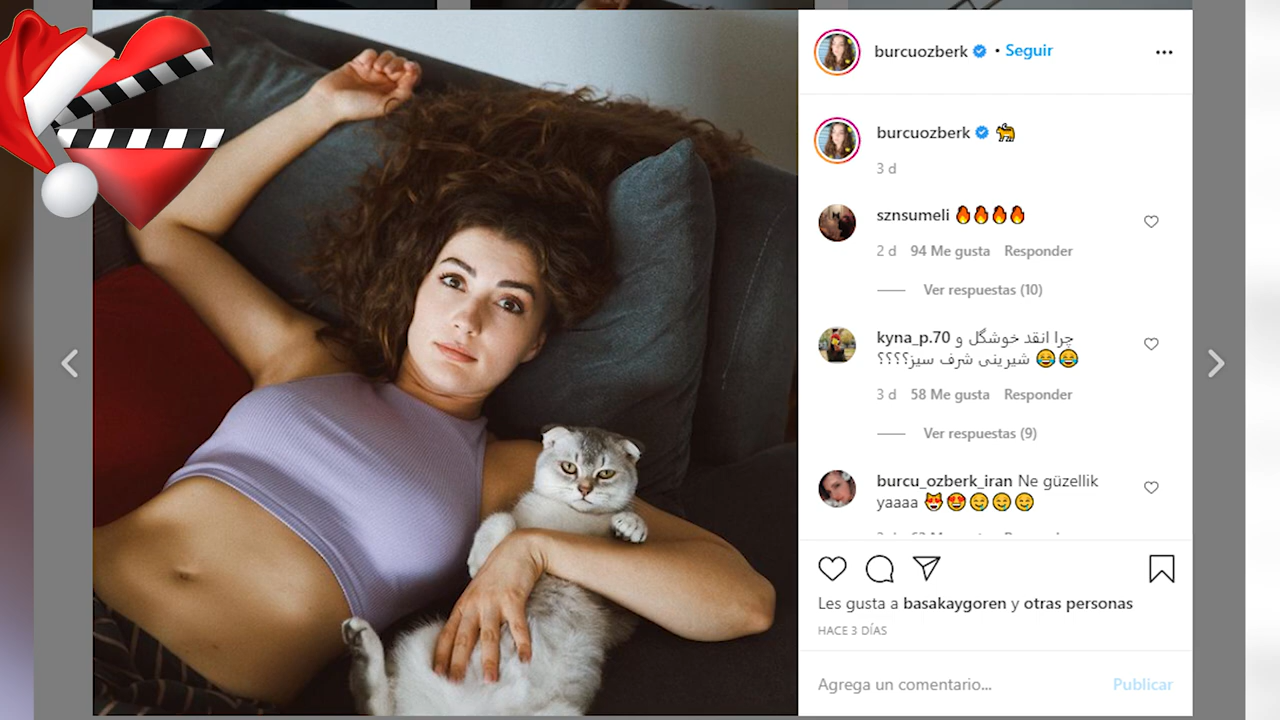 burcuozberk • Seguir
burcuozberk 🐈
3 d
sznsumeli 🔥🔥🔥🔥
2 d 94 Me gusta Responder
Ver respuestas (10)
kyna_p.70 چرا انقد خوشگل و
شیرینی شرف سیز؟؟؟؟ 😂😂
3 d 58 Me gusta Responder
Ver respuestas (9)
burcu_ozberk_iran Ne güzellik
yaaaa 😻😍🤤🤤🤤
Les gusta a basakaygoren y otras personas
HACE 3 DÍAS
Agrega un comentario...
Publicar